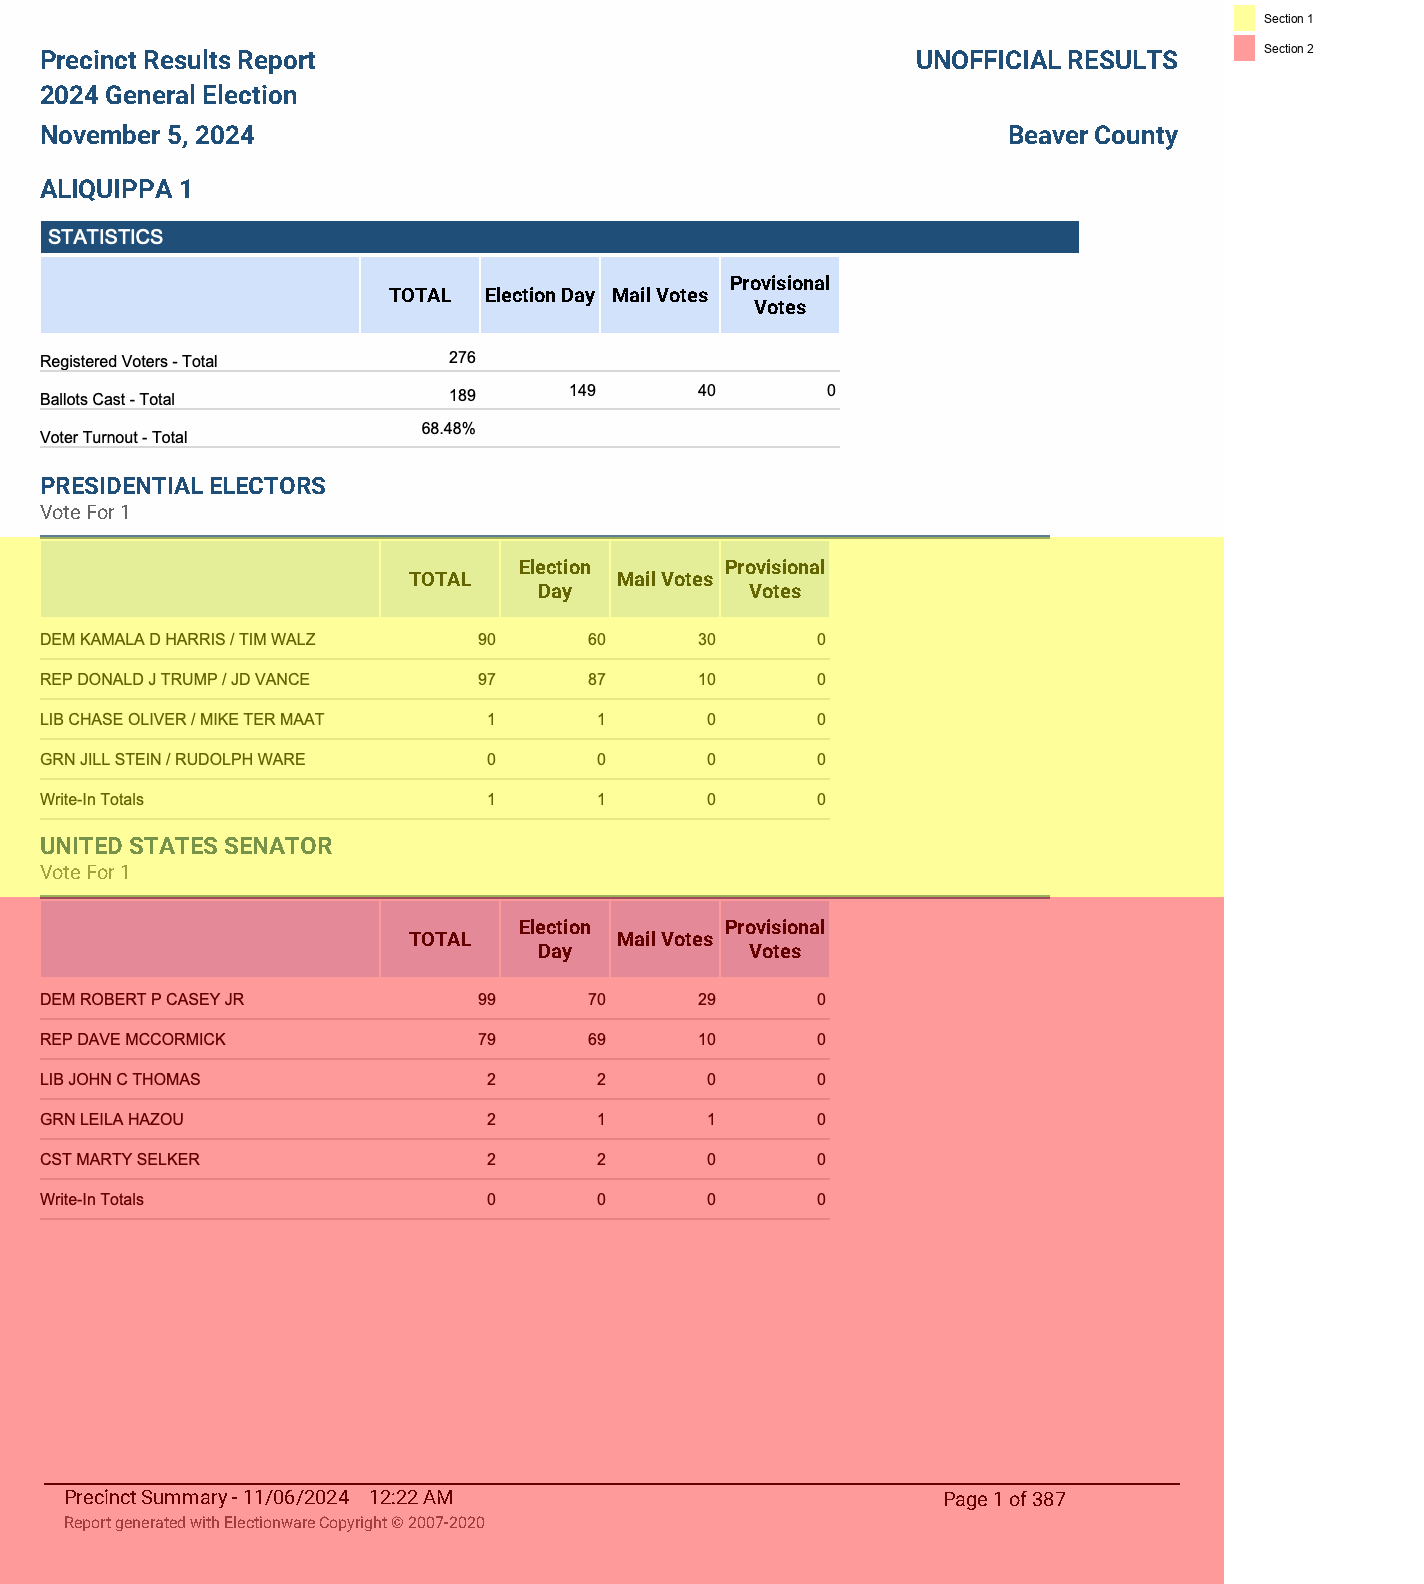 Section 1
Section 2
Precinct Results Report UNOFFICIAL RESULTS
2024 General Election
November 5, 2024 Beaver County
ALIQUIPPA 1
STATISTICS
TOTAL Election Day Mail Votes Provisional Votes
Registered Voters - Total 276
Ballots Cast - Total 189 149 40 0
Voter Turnout - Total 68.48%
PRESIDENTIAL ELECTORS
Vote For 1
TOTAL Election Day Mail Votes Provisional Votes
DEM KAMALA D HARRIS / TIM WALZ 90 60 30 0
REP DONALD J TRUMP / JD VANCE 97 87 10 0
LIB CHASE OLIVER / MIKE TER MAAT 1 1 0 0
GRN JILL STEIN / RUDOLPH WARE 0 0 0 0
Write-In Totals 1 1 0 0
UNITED STATES SENATOR
Vote For 1
TOTAL Election Day Mail Votes Provisional Votes
DEM ROBERT P CASEY JR 99 70 29 0
REP DAVE MCCORMICK 79 69 10 0
LIB JOHN C THOMAS 2 2 0 0
GRN LEILA HAZOU 2 1 1 0
CST MARTY SELKER 2 2 0 0
Write-In Totals 0 0 0 0
Precinct Summary - 11/06/2024 12:22 AM Page 1 of 387
Report generated with Electionware Copyright © 2007-2020